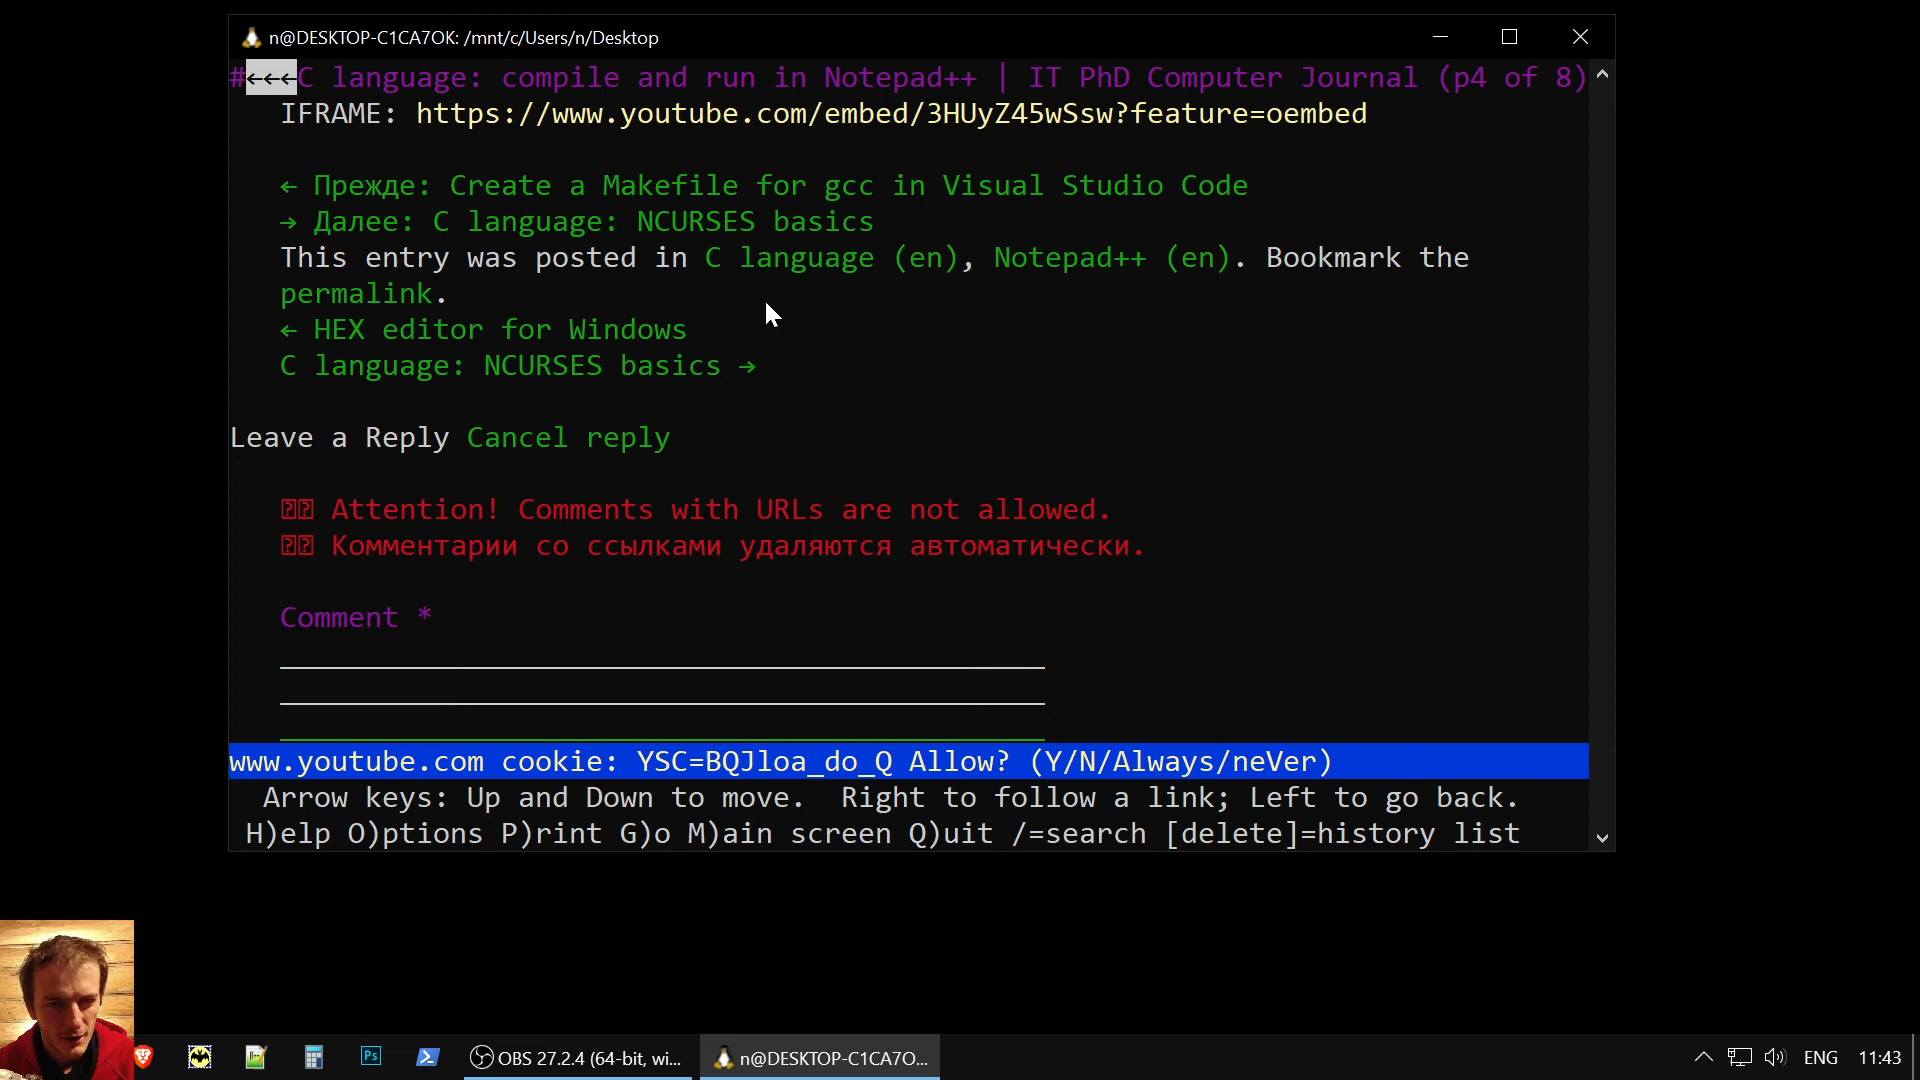 n@DESKTOP-C1CA7OK: /mnt/c/Users/n/Desktop
#←←←C language: compile and run in Notepad++ | IT PhD Computer Journal (p4 of 8)
IFRAME: https://www.youtube.com/embed/3HUyZ45wSsw?feature=oembed
← Прежде: Create a Makefile for gcc in Visual Studio Code
→ Далее: C language: NCURSES basics
This entry was posted in C language (en), Notepad++ (en). Bookmark the
permalink.
← HEX editor for Windows
C language: NCURSES basics →
Leave a Reply Cancel reply
Attention! Comments with URLs are not allowed.
Комментарии со ссылками удаляются автоматически.
Comment *
www.youtube.com cookie: YSC=BQJloa_do_Q Allow? (Y/N/Always/neVer)
Arrow keys: Up and Down to move. Right to follow a link; Left to go back.
H)elp O)ptions P)rint G)o M)ain screen Q)uit /=search [delete]=history list
Ps
OBS 27.2.4 (64-bit, wi...
n@DESKTOP-C1CA7O...
ENG
11:43